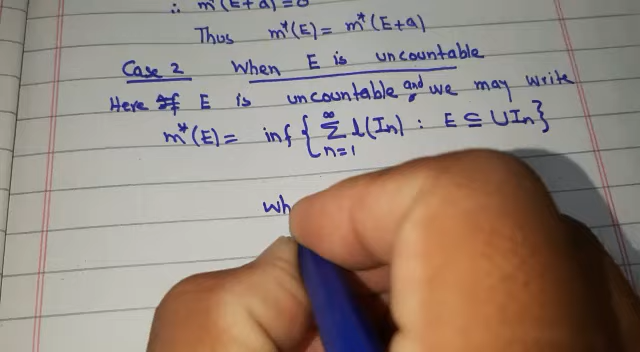 ∴ m*(E+a)=0
Thus m*(E) = m*(E+a)
Case 2 When E is uncountable
Here E is uncountable and we may write
m*(E) = inf { ∑_{n=1}^{∞} l(In) : E ⊆ ∪In }
Wh